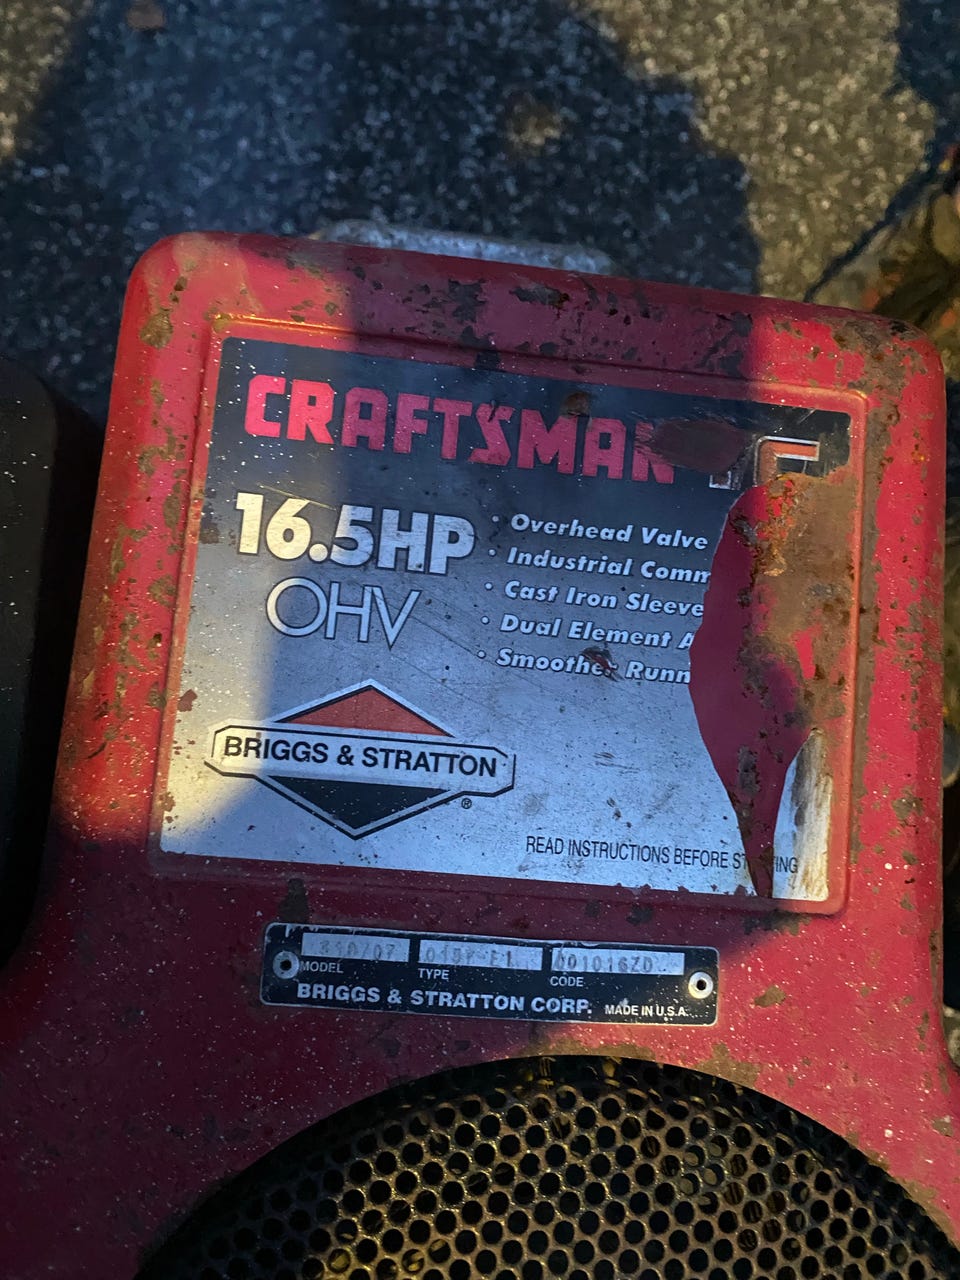 CRAFTSMAN
16.5HP
OHV
• Overhead Valve
• Industrial Comm
• Cast Iron Sleeve
• Dual Element A
• Smoother Runn
BRIGGS & STRATTON
®
READ INSTRUCTIONS BEFORE ST ING
MODEL TYPE CODE
BRIGGS & STRATTON CORP. MADE IN U.S.A.